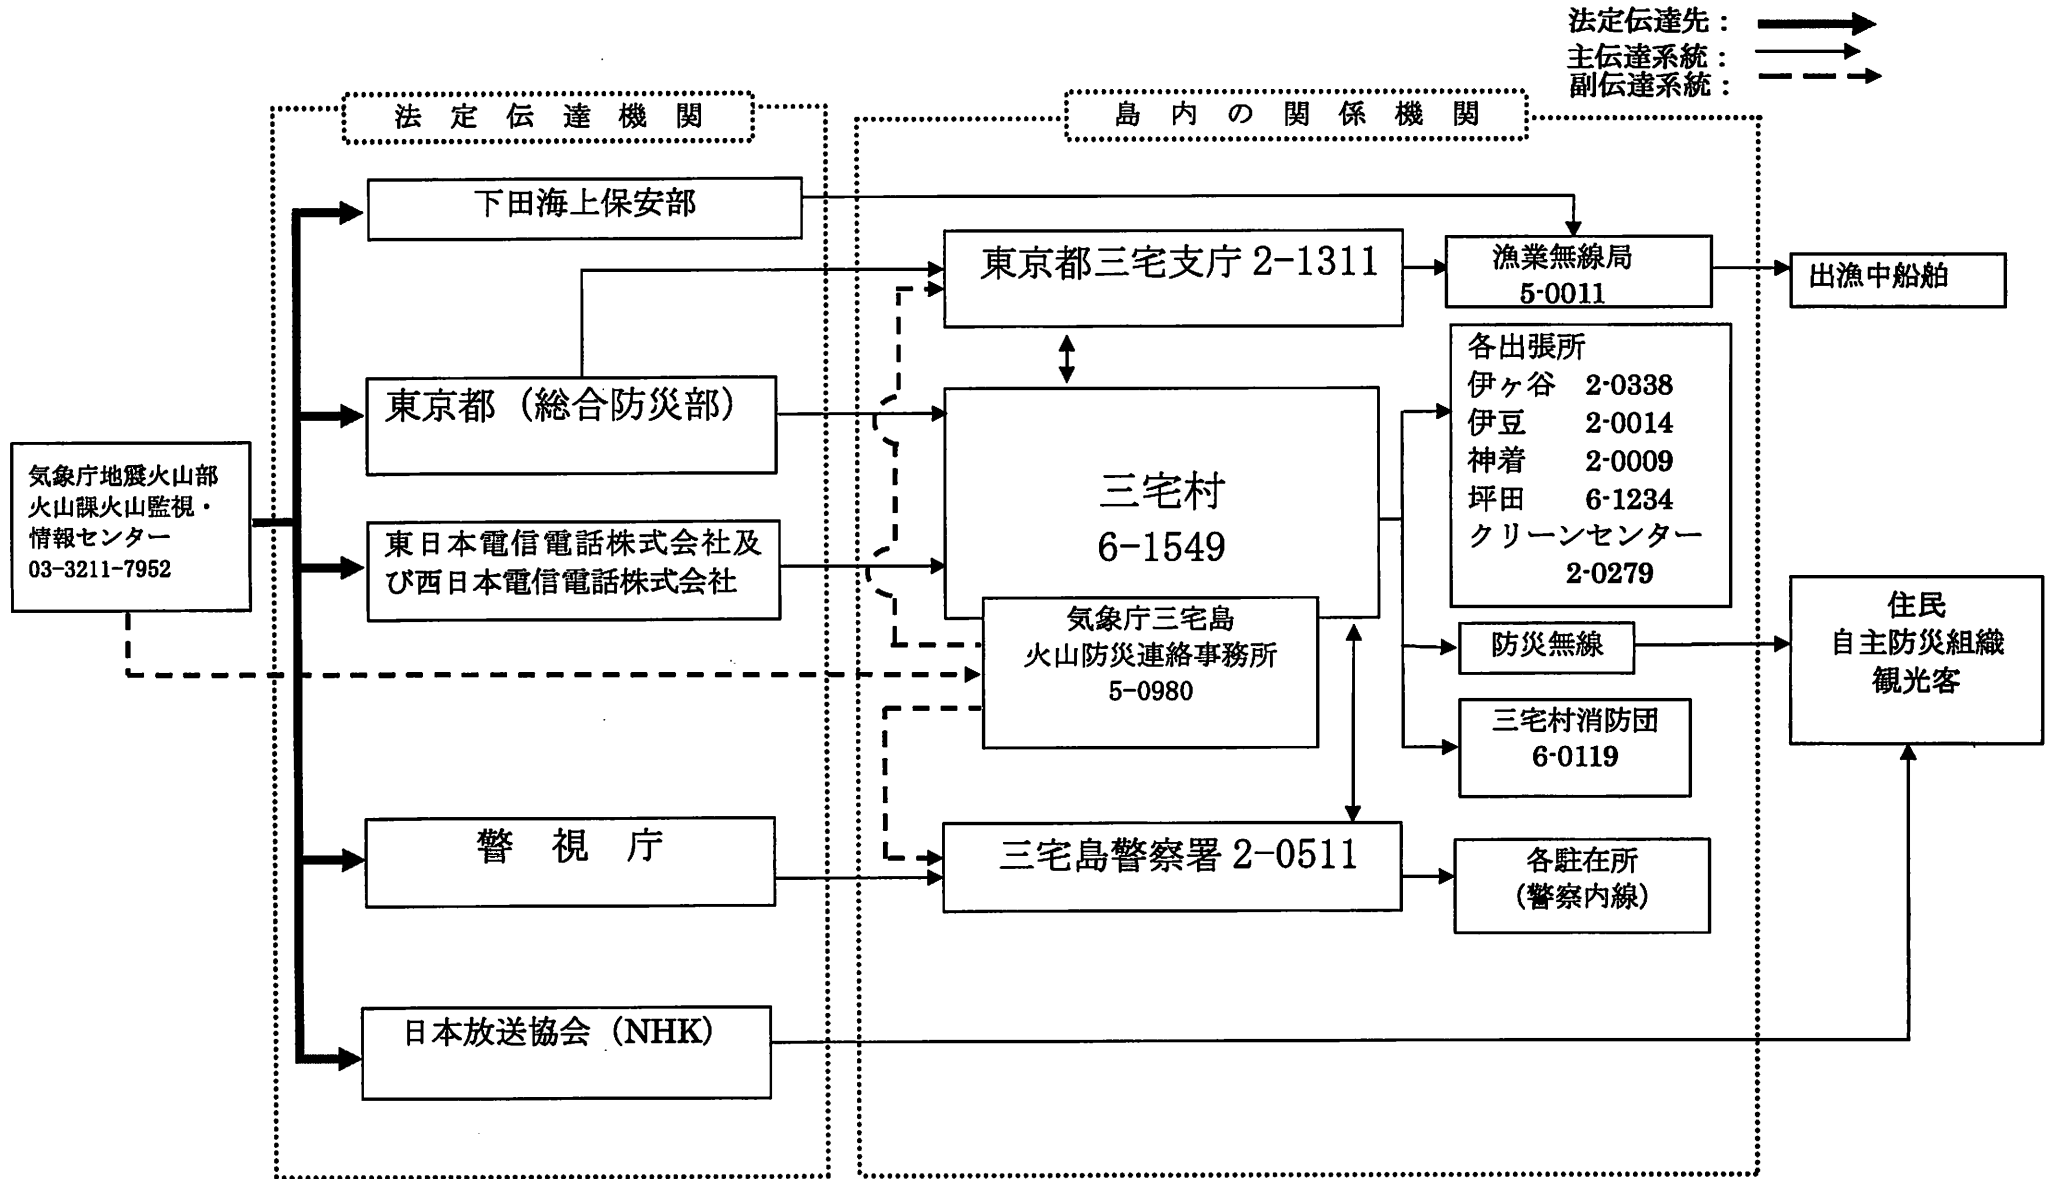 法定伝達先：
主伝達系統：
副伝達系統：
法定伝達機関
島内の関係機関
下田海上保安部
東京都三宅支庁 2-1311
漁業無線局
5-0011
出漁中船舶
各出張所
伊ヶ谷 2-0338
伊豆 2-0014
神着 2-0009
坪田 6-1234
クリーンセンター
2-0279
東京都（総合防災部）
気象庁地震火山部
火山課火山監視・
情報センター
03-3211-7952
三宅村
6-1549
東日本電信電話株式会社及
び西日本電信電話株式会社
気象庁三宅島
火山防災連絡事務所
5-0980
防災無線
住民
自主防災組織
観光客
三宅村消防団
6-0119
警視庁
三宅島警察署 2-0511
各駐在所
（警察内線）
日本放送協会（NHK）